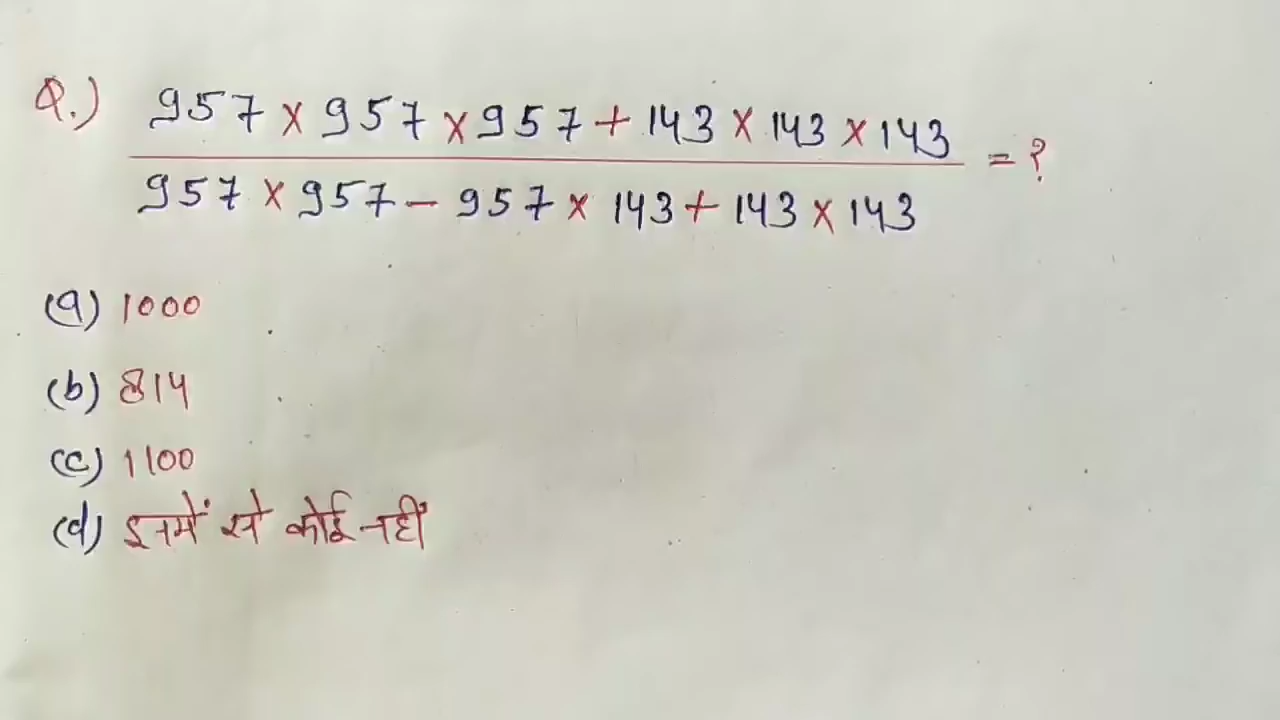 Q.) 957 × 957 × 957 + 143 × 143 × 143 = ?
957 × 957 - 957 × 143 + 143 × 143
(a) 1000
(b) 814
(c) 1100
(d) इनमें से कोई नहीं